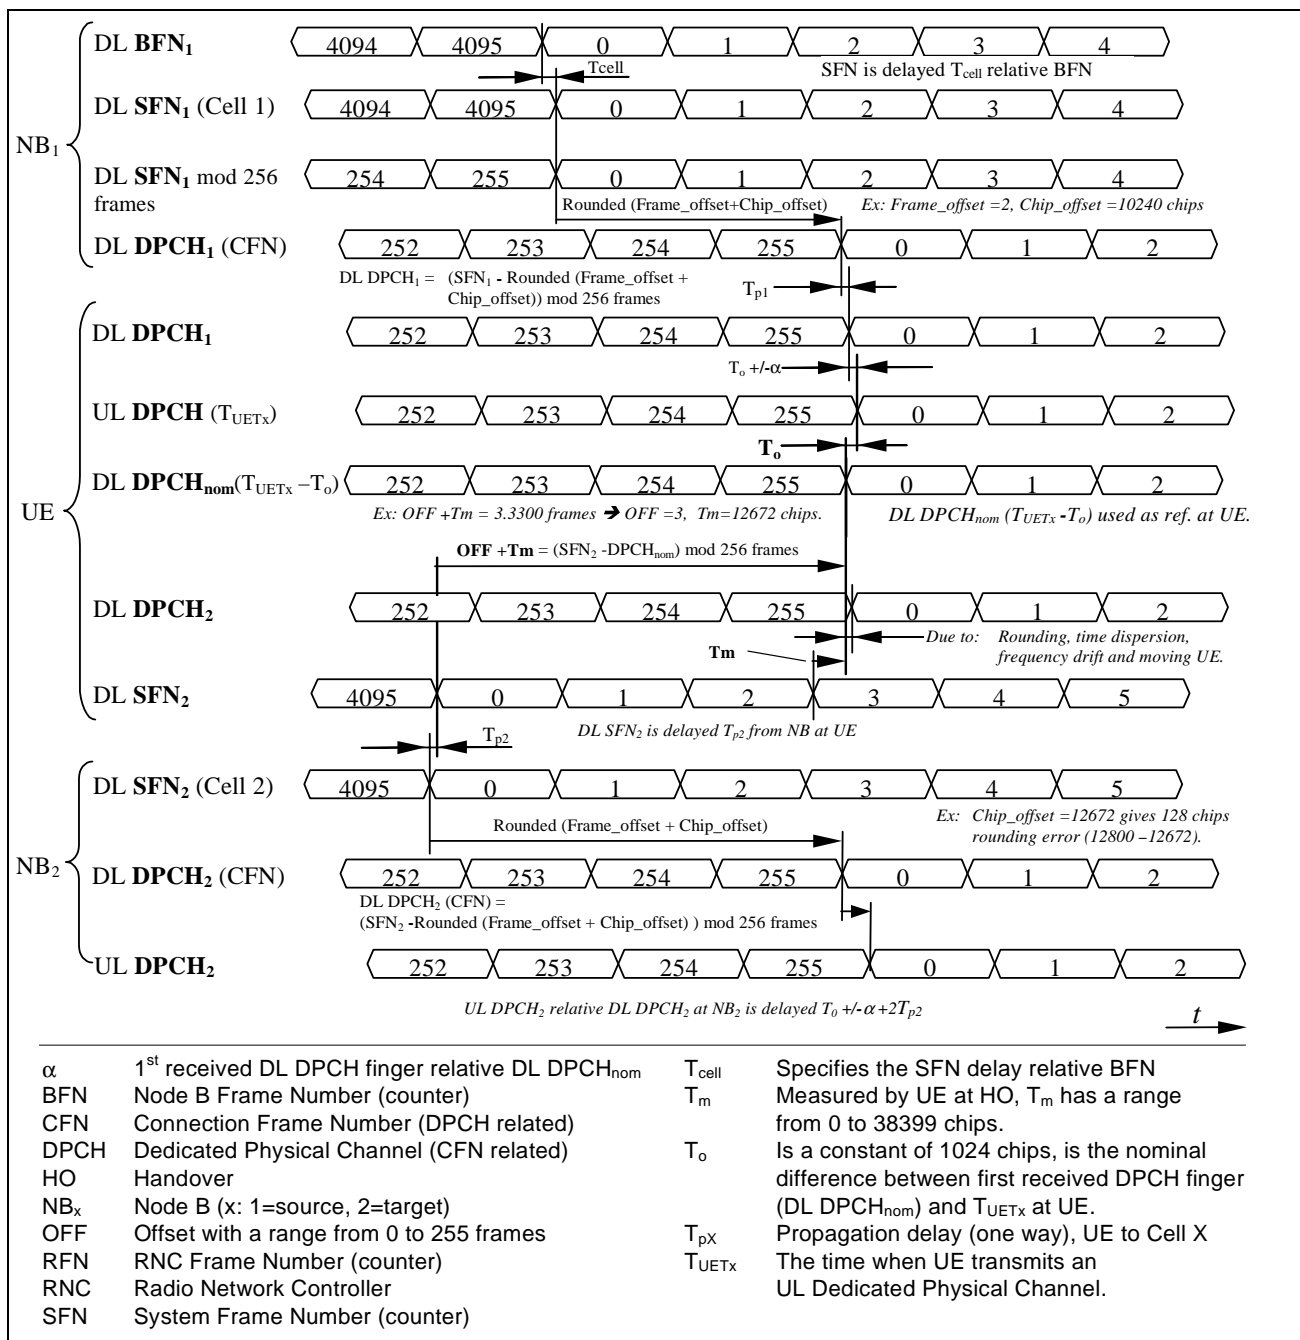 DL BFN1 4094 4095 0 1 2 3 4
Tcell SFN is delayed Tcell relative BFN
DL SFN1 (Cell 1) 4094 4095 0 1 2 3 4
NB1
DL SFN1 mod 256 frames 254 255 0 1 2 3 4
Rounded (Frame_offset+Chip_offset) Ex: Frame_offset =2, Chip_offset =10240 chips
DL DPCH1 (CFN) 252 253 254 255 0 1 2
DL DPCH1 = (SFN1 - Rounded (Frame_offset +
Chip_offset)) mod 256 frames
Tp1
DL DPCH1 252 253 254 255 0 1 2
To +/-α
UL DPCH (TUETx) 252 253 254 255 0 1 2
To
DL DPCHnom(TUETx –To) 252 253 254 255 0 1 2
UE
Ex: OFF +Tm = 3.3300 frames ➔ OFF =3, Tm=12672 chips. DL DPCHnom (TUETx -To) used as ref. at UE.
OFF +Tm = (SFN2 -DPCHnom) mod 256 frames
DL DPCH2 252 253 254 255 0 1 2
Due to: Rounding, time dispersion,
frequency drift and moving UE.
Tm
DL SFN2 4095 0 1 2 3 4 5
DL SFN2 is delayed Tp2 from NB at UE
Tp2
DL SFN2 (Cell 2) 4095 0 1 2 3 4 5
Ex: Chip_offset =12672 gives 128 chips
rounding error (12800 –12672).
Rounded (Frame_offset + Chip_offset)
NB2
DL DPCH2 (CFN) 252 253 254 255 0 1 2
DL DPCH2 (CFN) =
(SFN2 -Rounded (Frame_offset + Chip_offset) ) mod 256 frames
UL DPCH2 252 253 254 255 0 1 2
UL DPCH2 relative DL DPCH2 at NB2 is delayed T0 +/-α +2Tp2
t
α 1st received DL DPCH finger relative DL DPCHnom
BFN Node B Frame Number (counter)
CFN Connection Frame Number (DPCH related)
DPCH Dedicated Physical Channel (CFN related)
HO Handover
NBx Node B (x: 1=source, 2=target)
OFF Offset with a range from 0 to 255 frames
RFN RNC Frame Number (counter)
RNC Radio Network Controller
SFN System Frame Number (counter)
Tcell Specifies the SFN delay relative BFN
Tm Measured by UE at HO, Tm has a range
from 0 to 38399 chips.
To Is a constant of 1024 chips, is the nominal
difference between first received DPCH finger
(DL DPCHnom) and TUETx at UE.
TpX Propagation delay (one way), UE to Cell X
TUETx The time when UE transmits an
UL Dedicated Physical Channel.